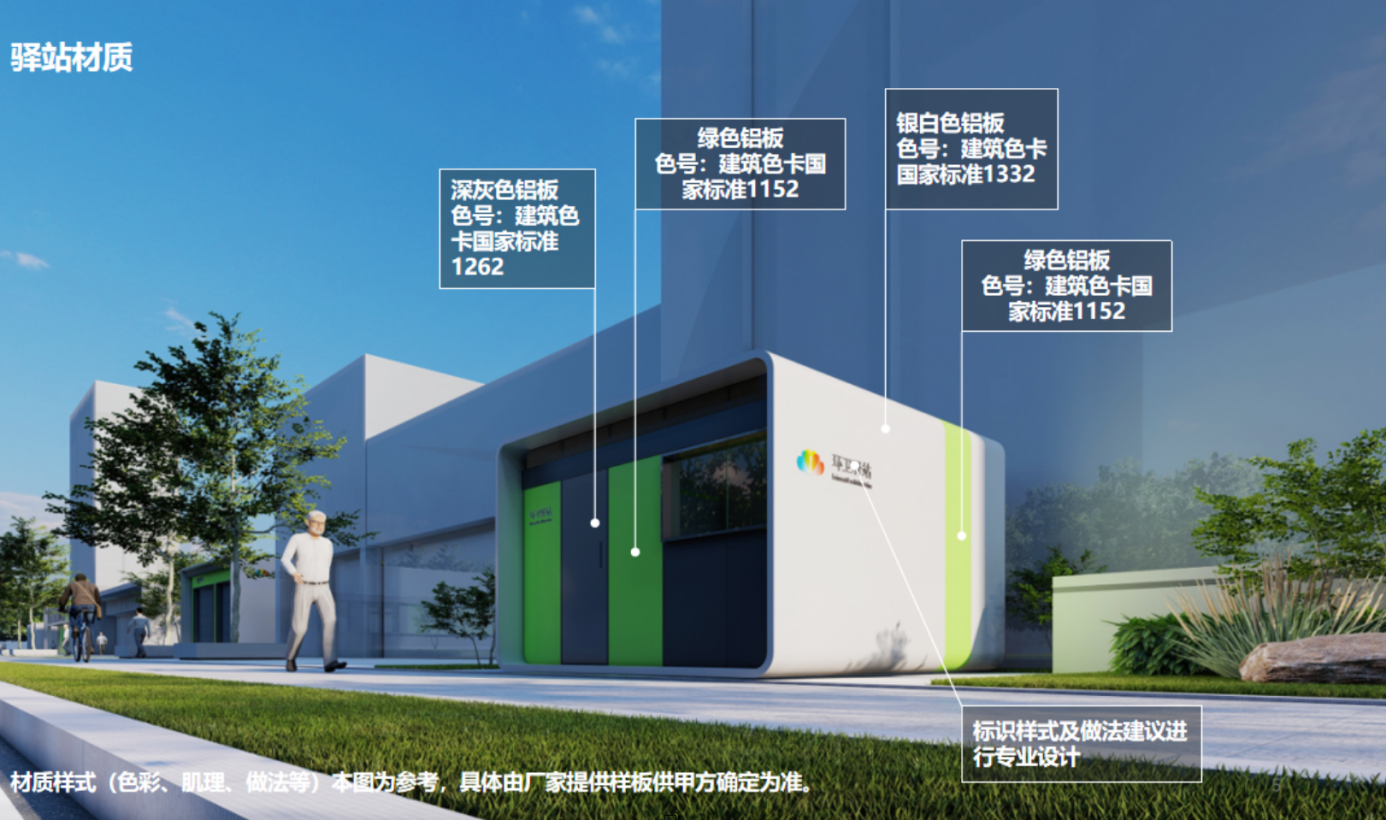 驿站材质
银白色铝板
色号：建筑色卡
国家标准1332
绿色铝板
色号：建筑色卡国
家标准1152
深灰色铝板
色号：建筑色
卡国家标准
1262
绿色铝板
色号：建筑色卡国
家标准1152
标识样式及做法建议进
行专业设计
材质样式（色彩、肌理、做法等）本图为参考，具体由厂家提供样板供甲方确定为准。
5